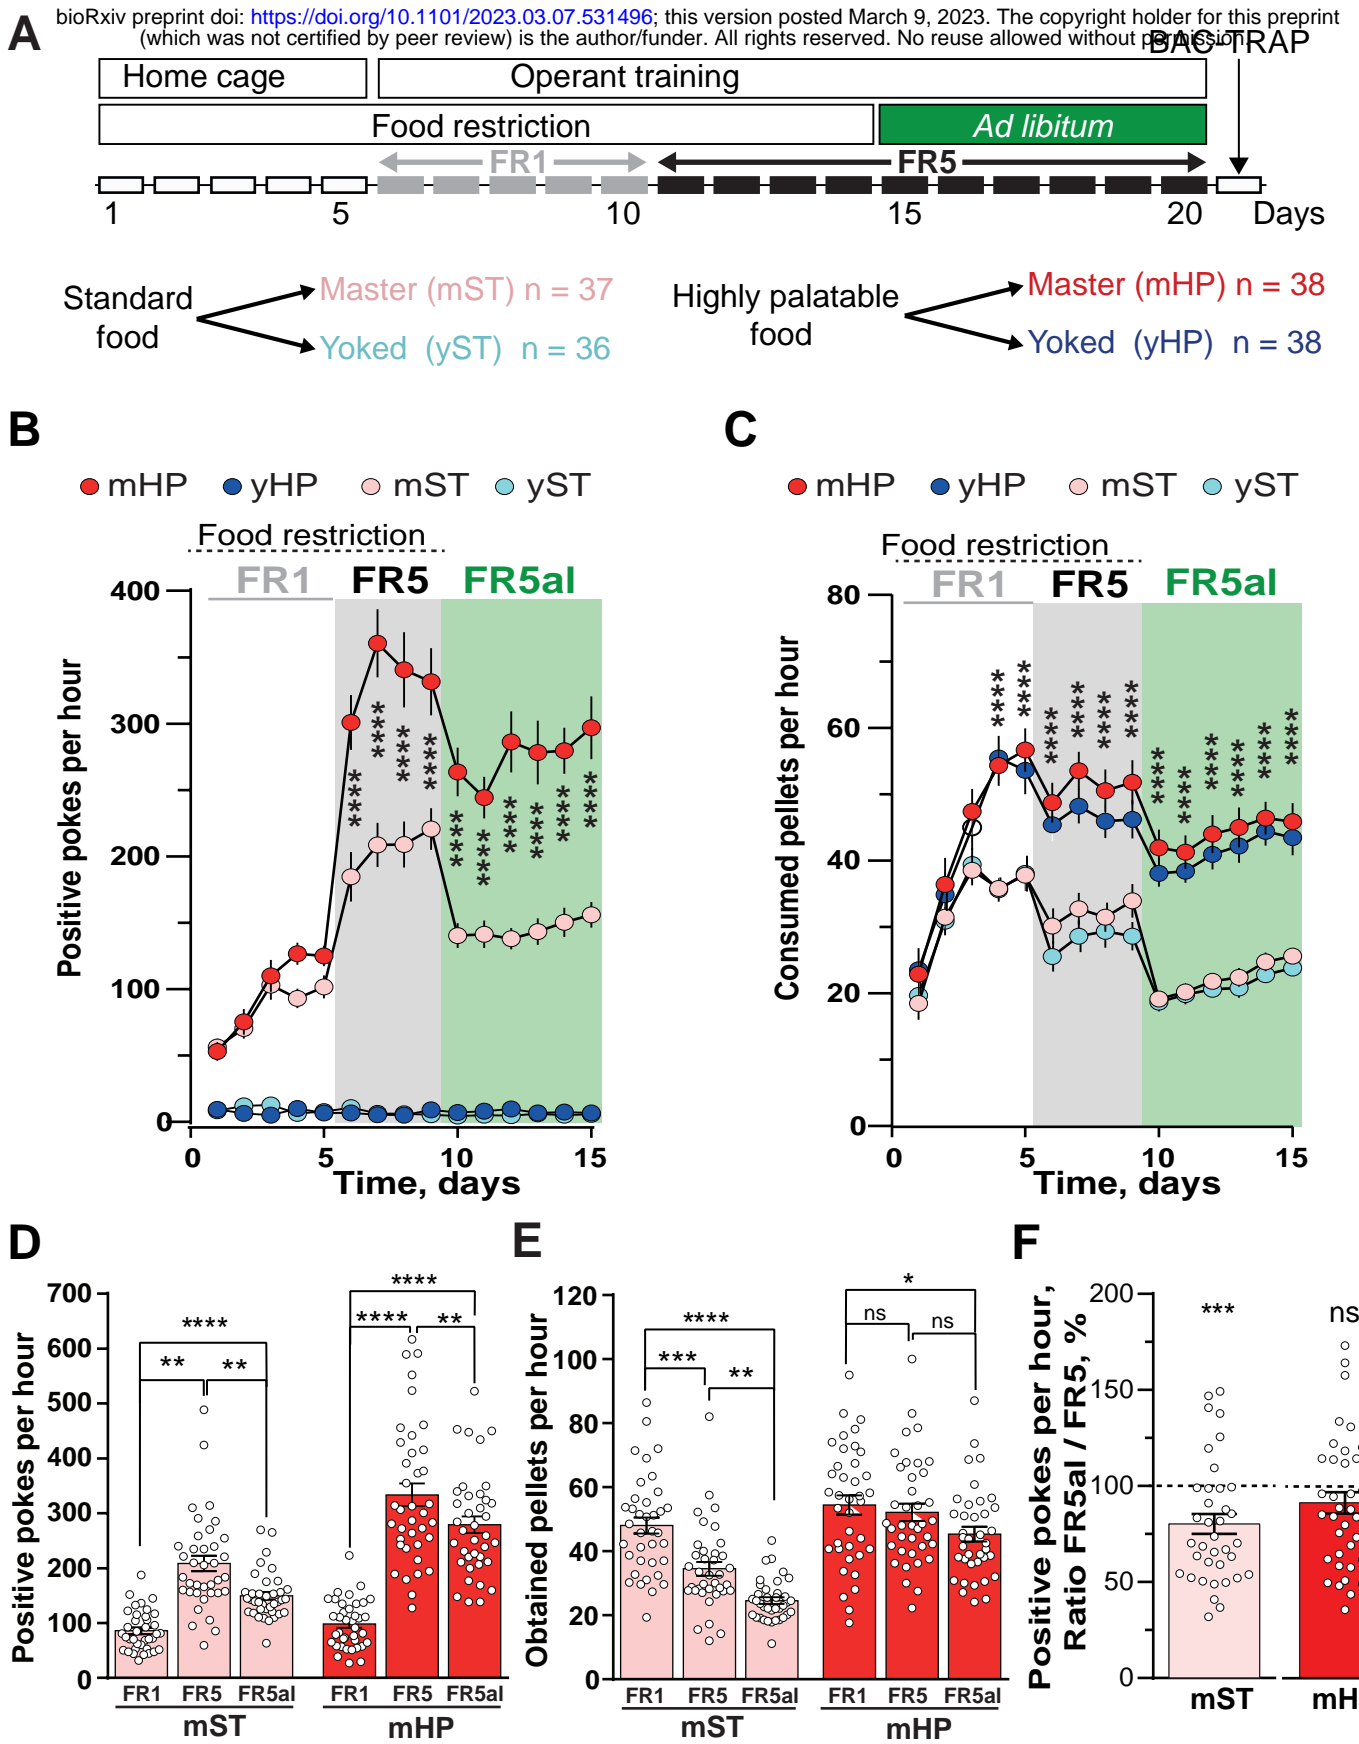 bioRxiv preprint doi: https://doi.org/10.1101/2023.03.07.531496; this version posted March 9, 2023. The copyright holder for this preprint
(which was not certified by peer review) is the author/funder. All rights reserved. No reuse allowed without permission.
A
BAC-TRAP
Home cage
Operant training
Food restriction
Ad libitum
FR1
FR5
1 5 10 15 20 Days
Standard
food
Master (mST) n = 37
Yoked (yST) n = 36
Highly palatable
food
Master (mHP) n = 38
Yoked (yHP) n = 38
B
mHP yHP mST yST
Food restriction
FR1 FR5 FR5al
Positive pokes per hour
400
300
200
100
0
**** **** **** **** **** **** **** **** **** ****
0 5 10 15
Time, days
C
mHP yHP mST yST
Food restriction
FR1 FR5 FR5al
Consumed pellets per hour
80
60
40
20
0
**** **** **** **** **** **** **** **** **** **** **** ****
0 5 10 15
Time, days
D
Positive pokes per hour
700
600
500
400
300
200
100
0
****
** **
****
**** **
FR1 FR5 FR5al FR1 FR5 FR5al
mST mHP
E
Obtained pellets per hour
120
100
80
60
40
20
0
****
*** **
*
ns ns
FR1 FR5 FR5al FR1 FR5 FR5al
mST mHP
F
Positive pokes per hour,
Ratio FR5al / FR5, %
200
150
100
50
0
*** ns
mST mH